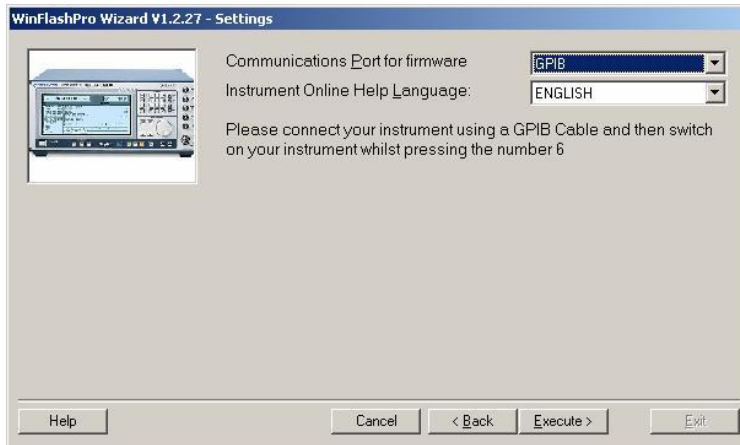 WinFlashPro Wizard V1.2.27 - Settings
Communications Port for firmware
GPIB
Instrument Online Help Language:
ENGLISH
Please connect your instrument using a GPIB Cable and then switch
on your instrument whilst pressing the number 6
Help
Cancel
< Back
Execute >
Exit